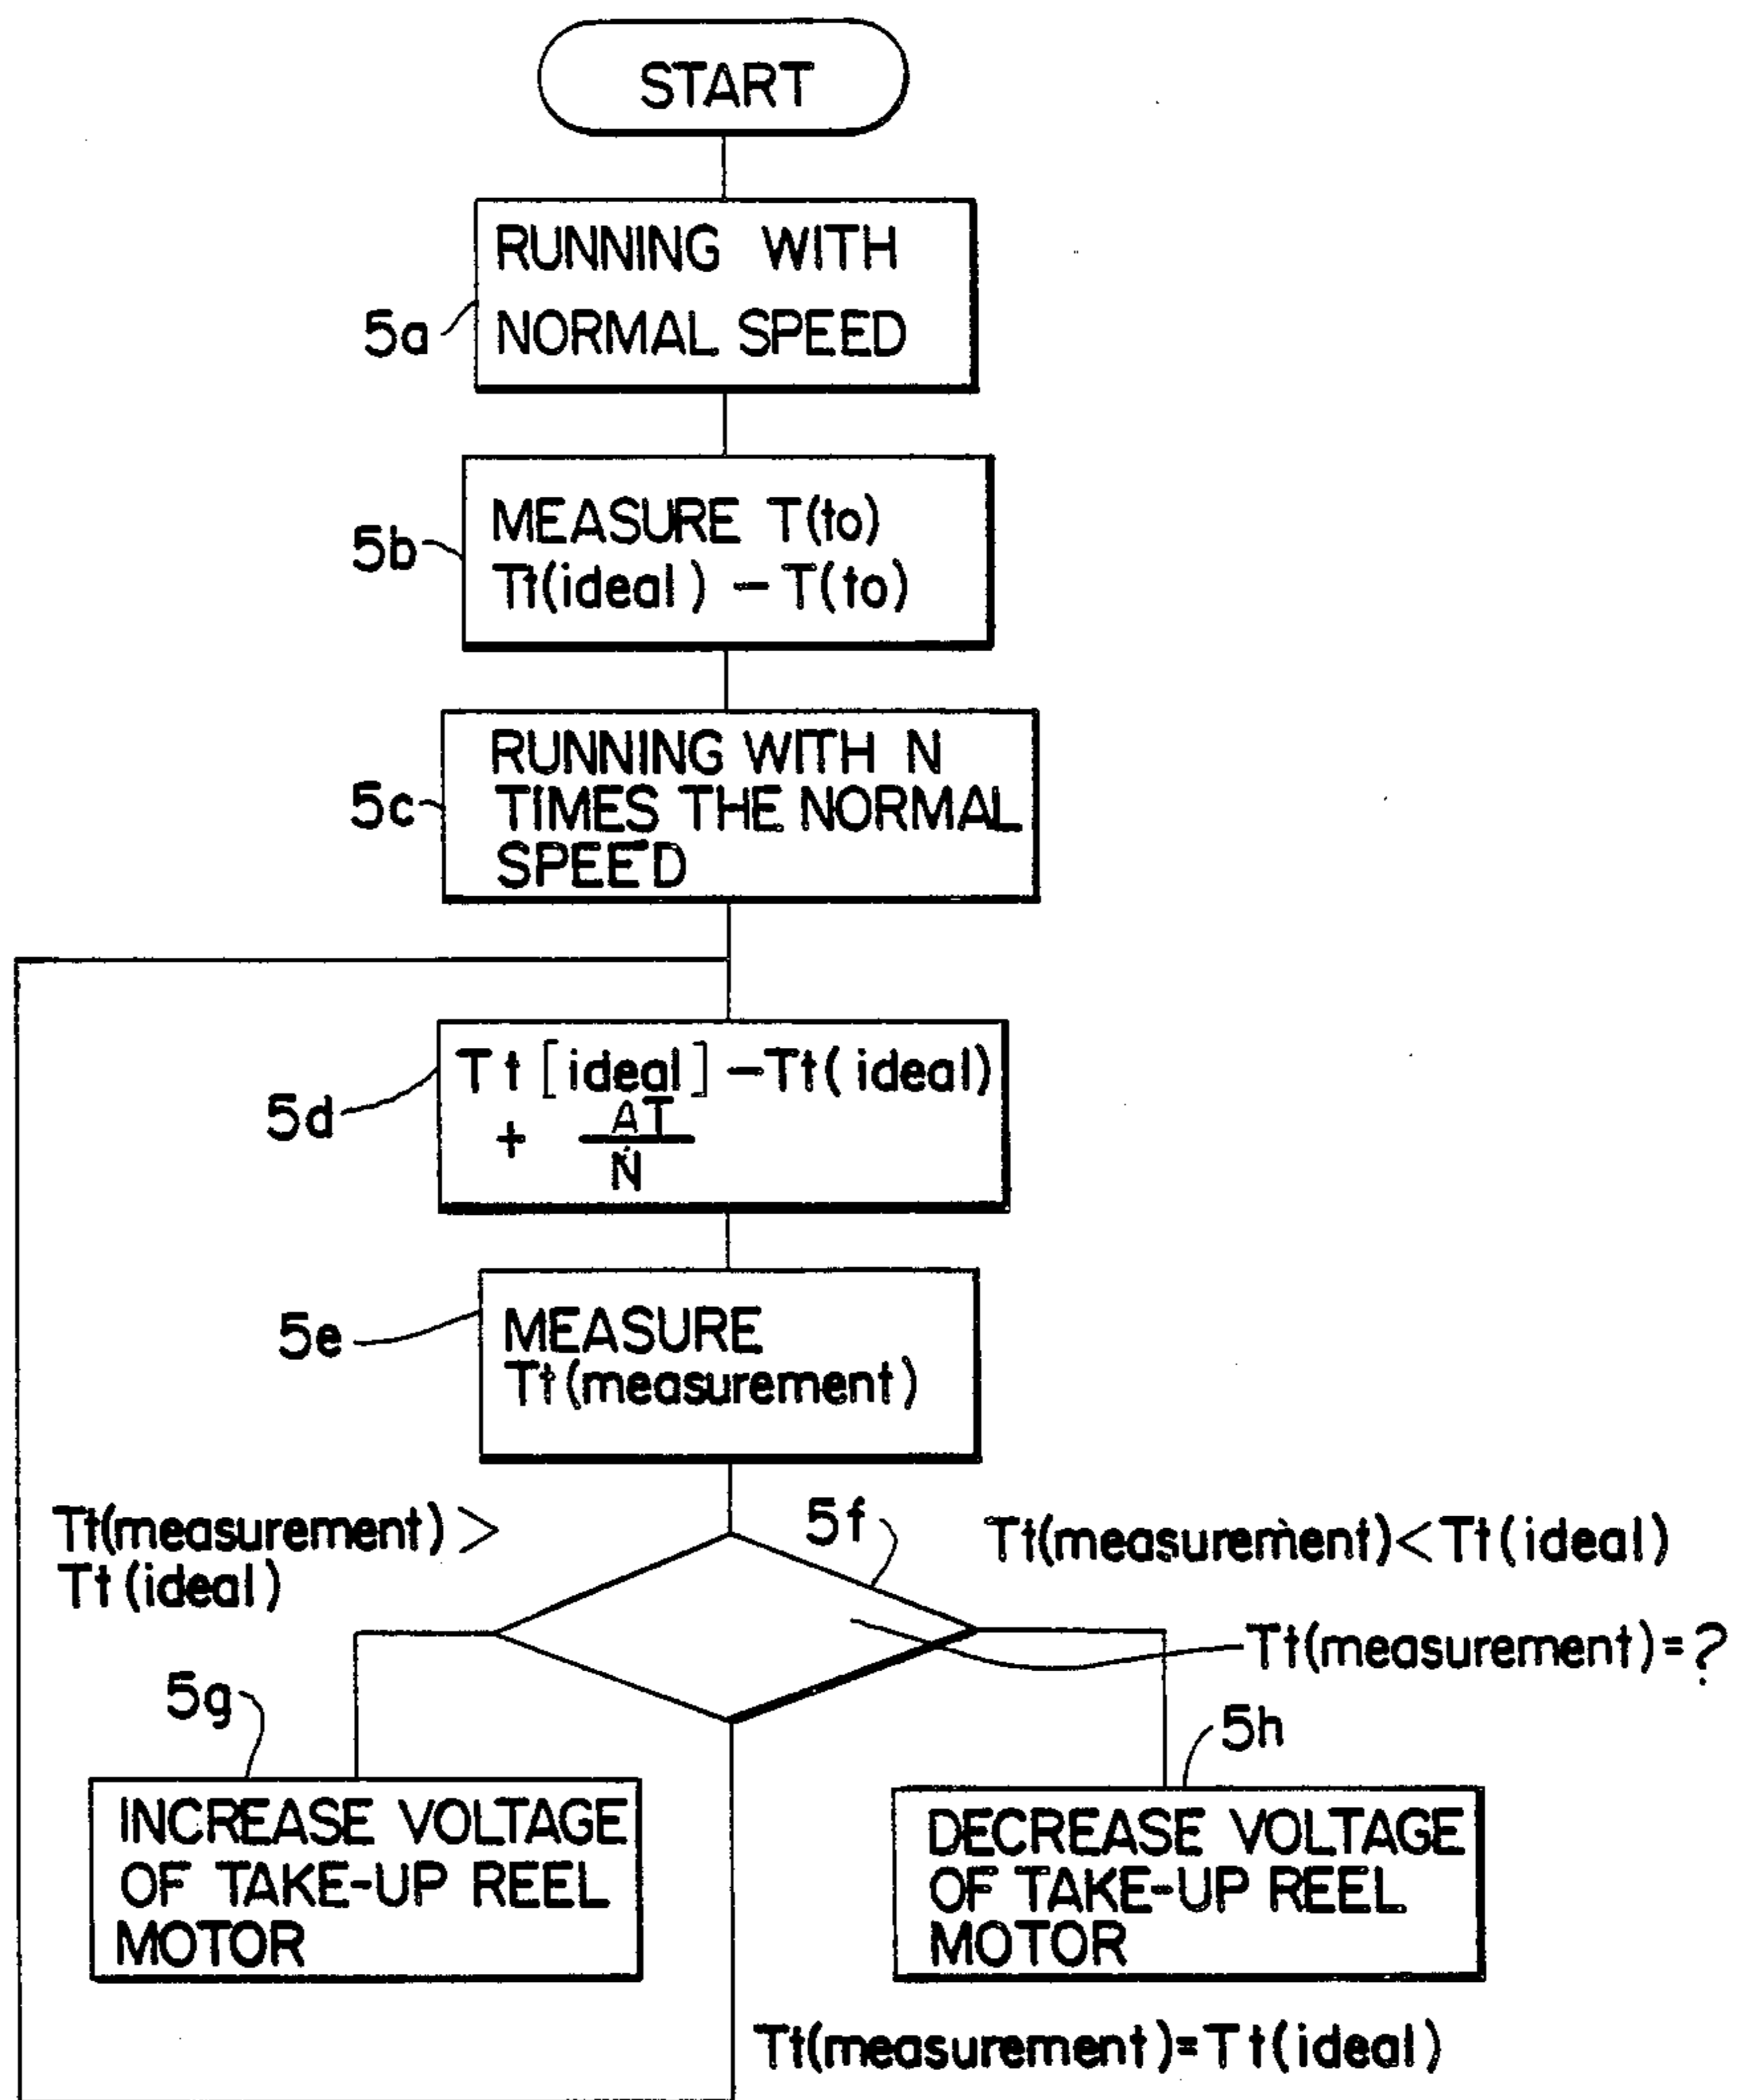 START
RUNNING WITH
NORMAL SPEED
5a
MEASURE T(to)
Tt(ideal) - T(to)
5b
RUNNING WITH N
TIMES THE NORMAL
SPEED
5c
Tt [ideal] - Tt(ideal)
+ AT
N
5d
MEASURE
Tt(measurement)
5e
Tt(measurement) >
Tt(ideal)
5f
Tt(measurement) < Tt(ideal)
Tt(measurement) = ?
5g
5h
INCREASE VOLTAGE
OF TAKE-UP REEL
MOTOR
DECREASE VOLTAGE
OF TAKE-UP REEL
MOTOR
Tt(measurement) = Tt(ideal)